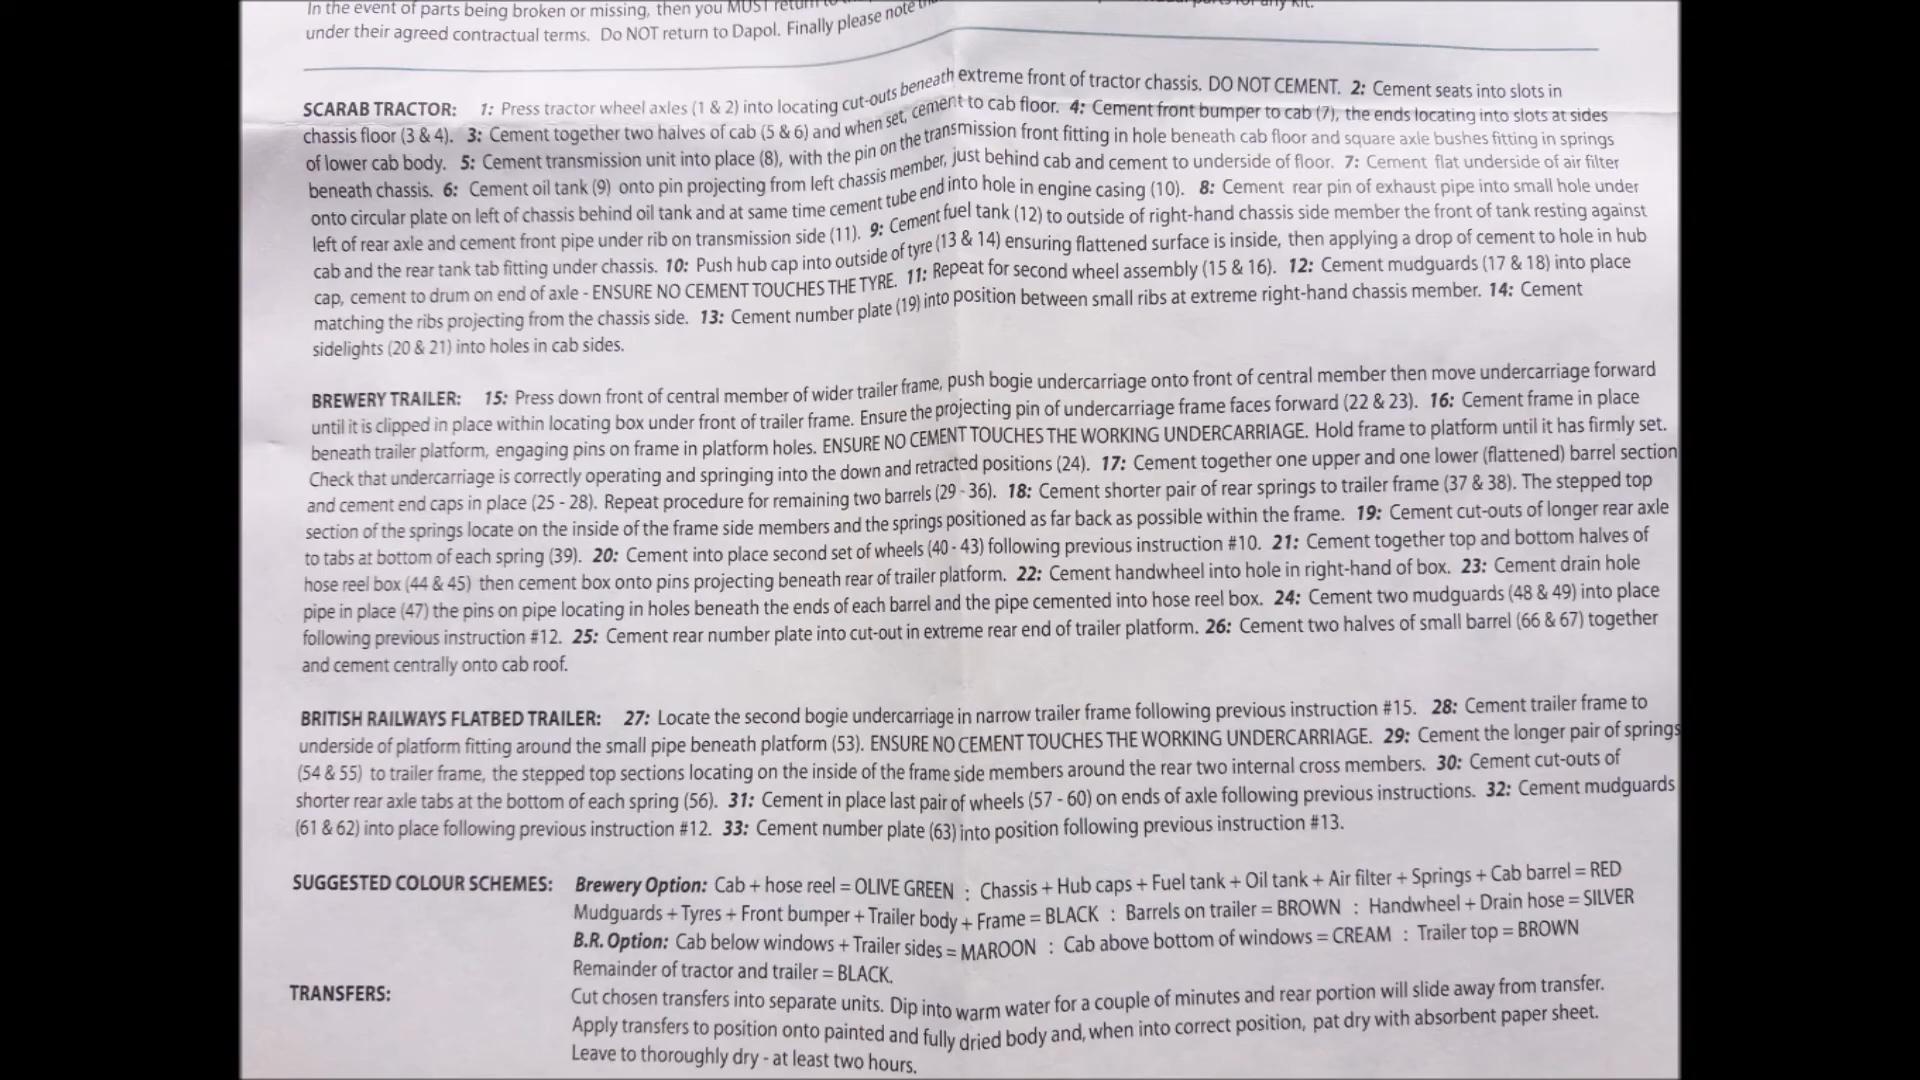 In the event of parts being broken or missing, then you MUST return to
under their agreed contractual terms. Do NOT return to Dapol. Finally please note
SCARAB TRACTOR: 1: Press tractor wheel axles (1 & 2) into locating cut-outs beneath extreme front of tractor chassis. DO NOT CEMENT. 2: Cement seats into slots in
chassis floor (3 & 4). 3: Cement together two halves of cab (5 & 6) and when set, cement to cab floor. 4: Cement front bumper to cab (7), the ends locating into slots at sides
of lower cab body. 5: Cement transmission unit into place (8), with the pin on the transmission front fitting in hole beneath cab floor and square axle bushes fitting in springs
beneath chassis. 6: Cement oil tank (9) onto pin projecting from left chassis member, just behind cab and cement to underside of floor. 7: Cement flat underside of air filter
onto circular plate on left of chassis behind oil tank and at same time cement tube end into hole in engine casing (10). 8: Cement rear pin of exhaust pipe into small hole under
left of rear axle and cement front pipe under rib on transmission side (11). 9: Cement fuel tank (12) to outside of right-hand chassis side member the front of tank resting against
cab and the rear tank tab fitting under chassis. 10: Push hub cap into outside of tyre (13 & 14) ensuring flattened surface is inside, then applying a drop of cement to hole in hub
cap, cement to drum on end of axle - ENSURE NO CEMENT TOUCHES THE TYRE. 11: Repeat for second wheel assembly (15 & 16). 12: Cement mudguards (17 & 18) into place
matching the ribs projecting from the chassis side. 13: Cement number plate (19) into position between small ribs at extreme right-hand chassis member. 14: Cement
sidelights (20 & 21) into holes in cab sides.
BREWERY TRAILER: 15: Press down front of central member of wider trailer frame, push bogie undercarriage onto front of central member then move undercarriage forward
until it is clipped in place within locating box under front of trailer frame. Ensure the projecting pin of undercarriage frame faces forward (22 & 23). 16: Cement frame in place
beneath trailer platform, engaging pins on frame in platform holes. ENSURE NO CEMENT TOUCHES THE WORKING UNDERCARRIAGE. Hold frame to platform until it has firmly set.
Check that undercarriage is correctly operating and springing into the down and retracted positions (24). 17: Cement together one upper and one lower (flattened) barrel section
and cement end caps in place (25 - 28). Repeat procedure for remaining two barrels (29 - 36). 18: Cement shorter pair of rear springs to trailer frame (37 & 38). The stepped top
section of the springs locate on the inside of the frame side members and the springs positioned as far back as possible within the frame. 19: Cement cut-outs of longer rear axle
to tabs at bottom of each spring (39). 20: Cement into place second set of wheels (40 - 43) following previous instruction #10. 21: Cement together top and bottom halves of
hose reel box (44 & 45) then cement box onto pins projecting beneath rear of trailer platform. 22: Cement handwheel into hole in right-hand of box. 23: Cement drain hole
pipe in place (47) the pins on pipe locating in holes beneath the ends of each barrel and the pipe cemented into hose reel box. 24: Cement two mudguards (48 & 49) into place
following previous instruction #12. 25: Cement rear number plate into cut-out in extreme rear end of trailer platform. 26: Cement two halves of small barrel (66 & 67) together
and cement centrally onto cab roof.
BRITISH RAILWAYS FLATBED TRAILER: 27: Locate the second bogie undercarriage in narrow trailer frame following previous instruction #15. 28: Cement trailer frame to
underside of platform fitting around the small pipe beneath platform (53). ENSURE NO CEMENT TOUCHES THE WORKING UNDERCARRIAGE. 29: Cement the longer pair of springs
(54 & 55) to trailer frame, the stepped top sections locating on the inside of the frame side members around the rear two internal cross members. 30: Cement cut-outs of
shorter rear axle tabs at the bottom of each spring (56). 31: Cement in place last pair of wheels (57 - 60) on ends of axle following previous instructions. 32: Cement mudguards
(61 & 62) into place following previous instruction #12. 33: Cement number plate (63) into position following previous instruction #13.
SUGGESTED COLOUR SCHEMES: Brewery Option: Cab + hose reel = OLIVE GREEN : Chassis + Hub caps + Fuel tank + Oil tank + Air filter + Springs + Cab barrel = RED
Mudguards + Tyres + Front bumper + Trailer body + Frame = BLACK : Barrels on trailer = BROWN : Handwheel + Drain hose = SILVER
B.R. Option: Cab below windows + Trailer sides = MAROON : Cab above bottom of windows = CREAM : Trailer top = BROWN
Remainder of tractor and trailer = BLACK.
TRANSFERS: Cut chosen transfers into separate units. Dip into warm water for a couple of minutes and rear portion will slide away from transfer.
Apply transfers to position onto painted and fully dried body and, when into correct position, pat dry with absorbent paper sheet.
Leave to thoroughly dry - at least two hours.